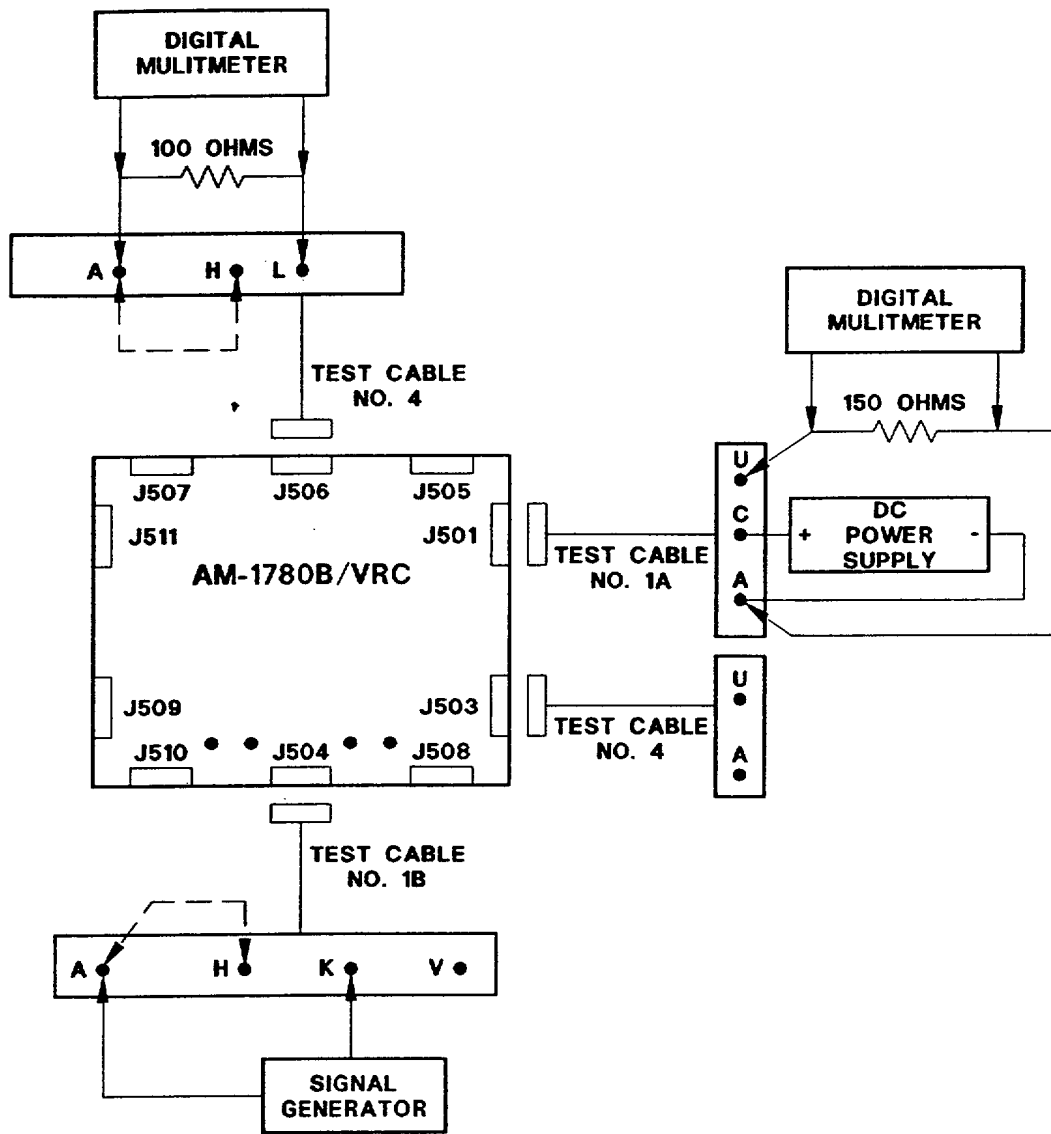 DIGITAL
MULITMETER
100 OHMS
A
H
L
TEST CABLE
NO. 4
DIGITAL
MULITMETER
150 OHMS
U
C
A
+
DC
POWER
SUPPLY
-
J507
J506
J505
J511
J501
AM-1780B/VRC
TEST CABLE
NO. 1A
J509
J503
J510
J504
J508
TEST CABLE
NO. 4
U
A
TEST CABLE
NO. 1B
A
H
K
V
SIGNAL
GENERATOR